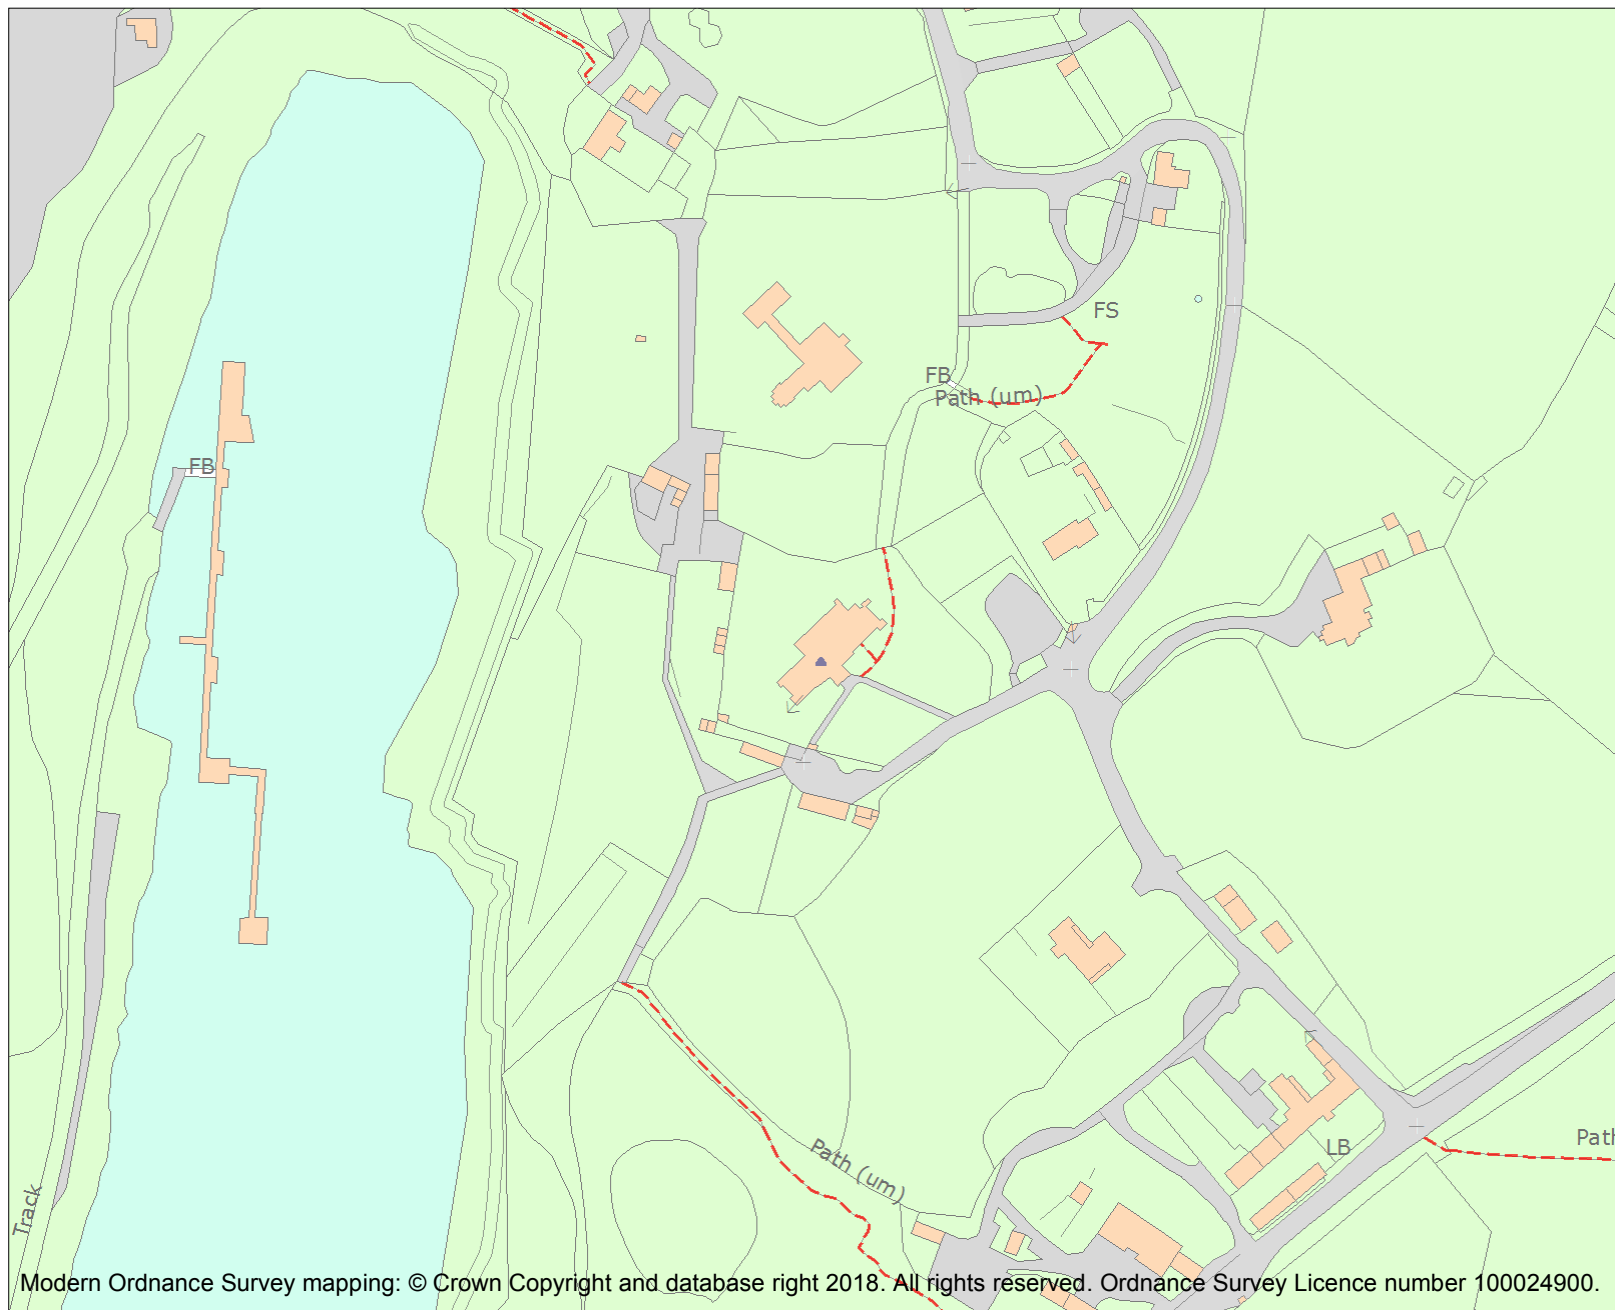 FS
FB
Path (um)
FB
Path
LB
Path (um)
Track
Modern Ordnance Survey mapping: © Crown Copyright and database right 2018. All rights reserved. Ordnance Survey Licence number 100024900.